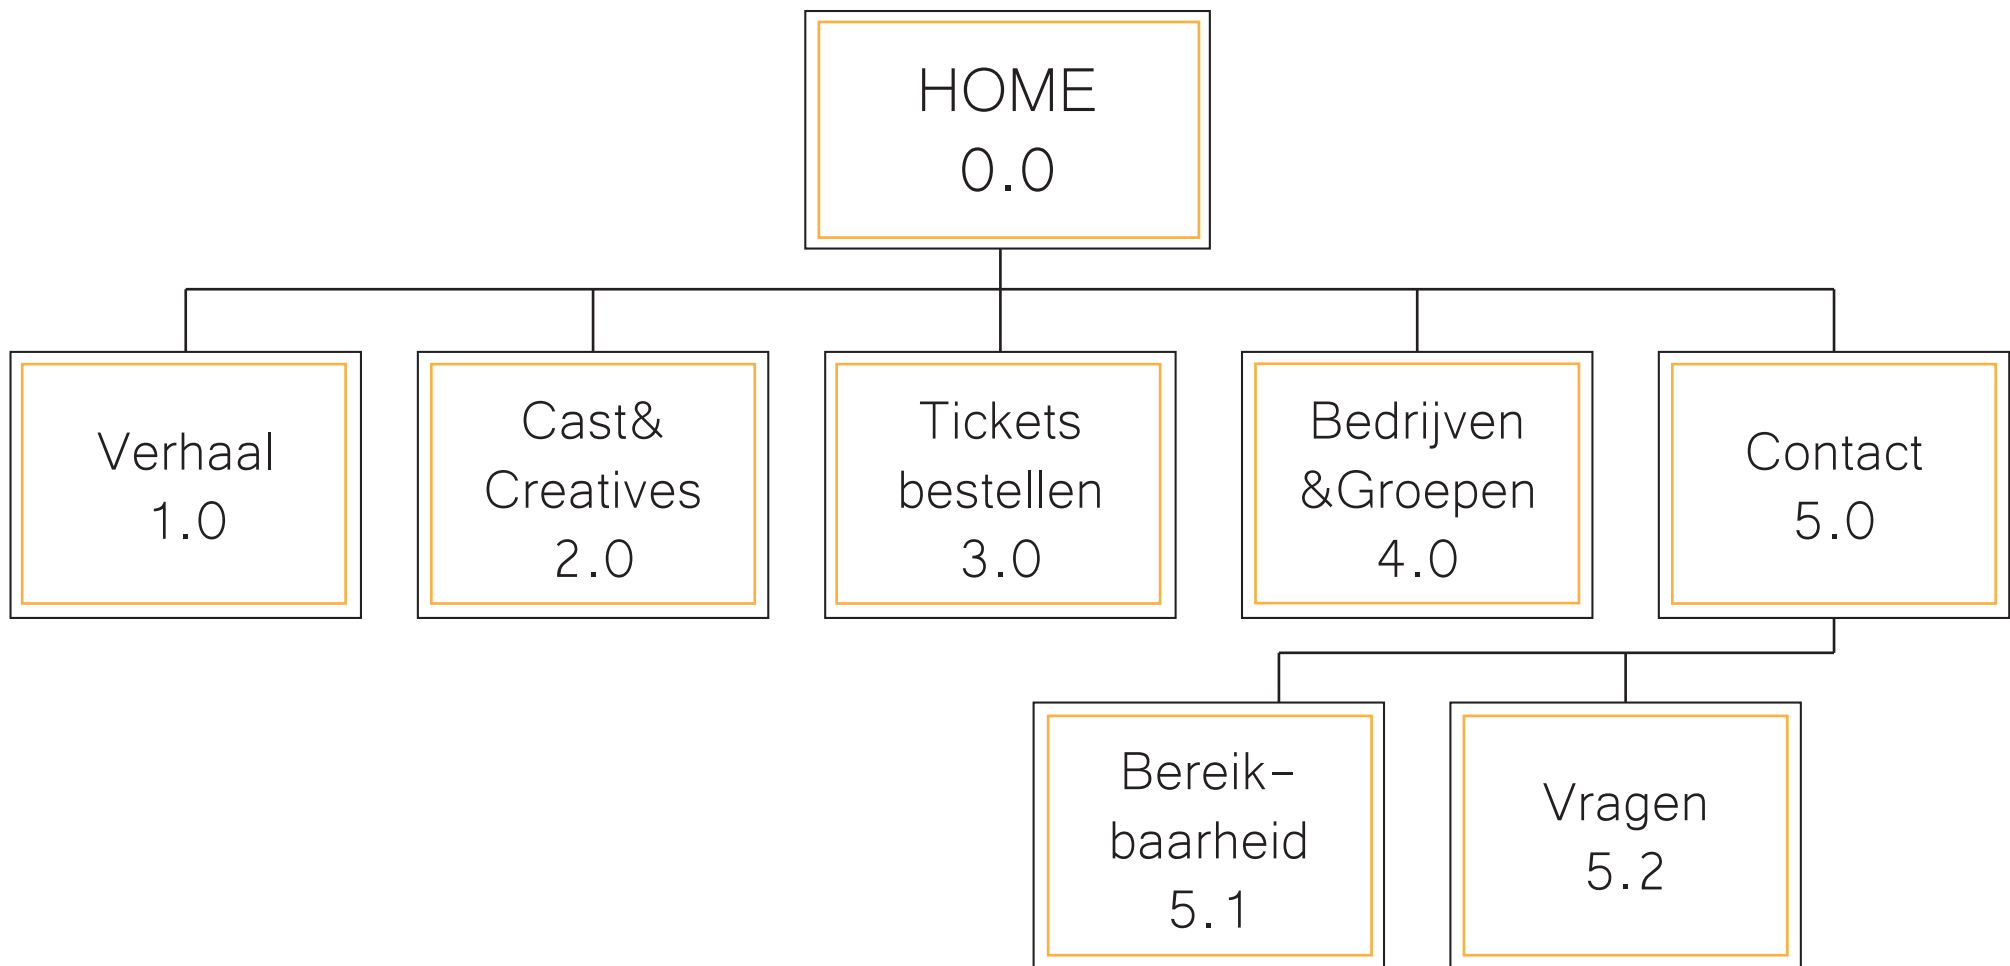 HOME
0.0
Verhaal
1.0
Cast&
Creatives
2.0
Tickets
bestellen
3.0
Bedrijven
&Groepen
4.0
Contact
5.0
Bereik-
baarheid
5.1
Vragen
5.2